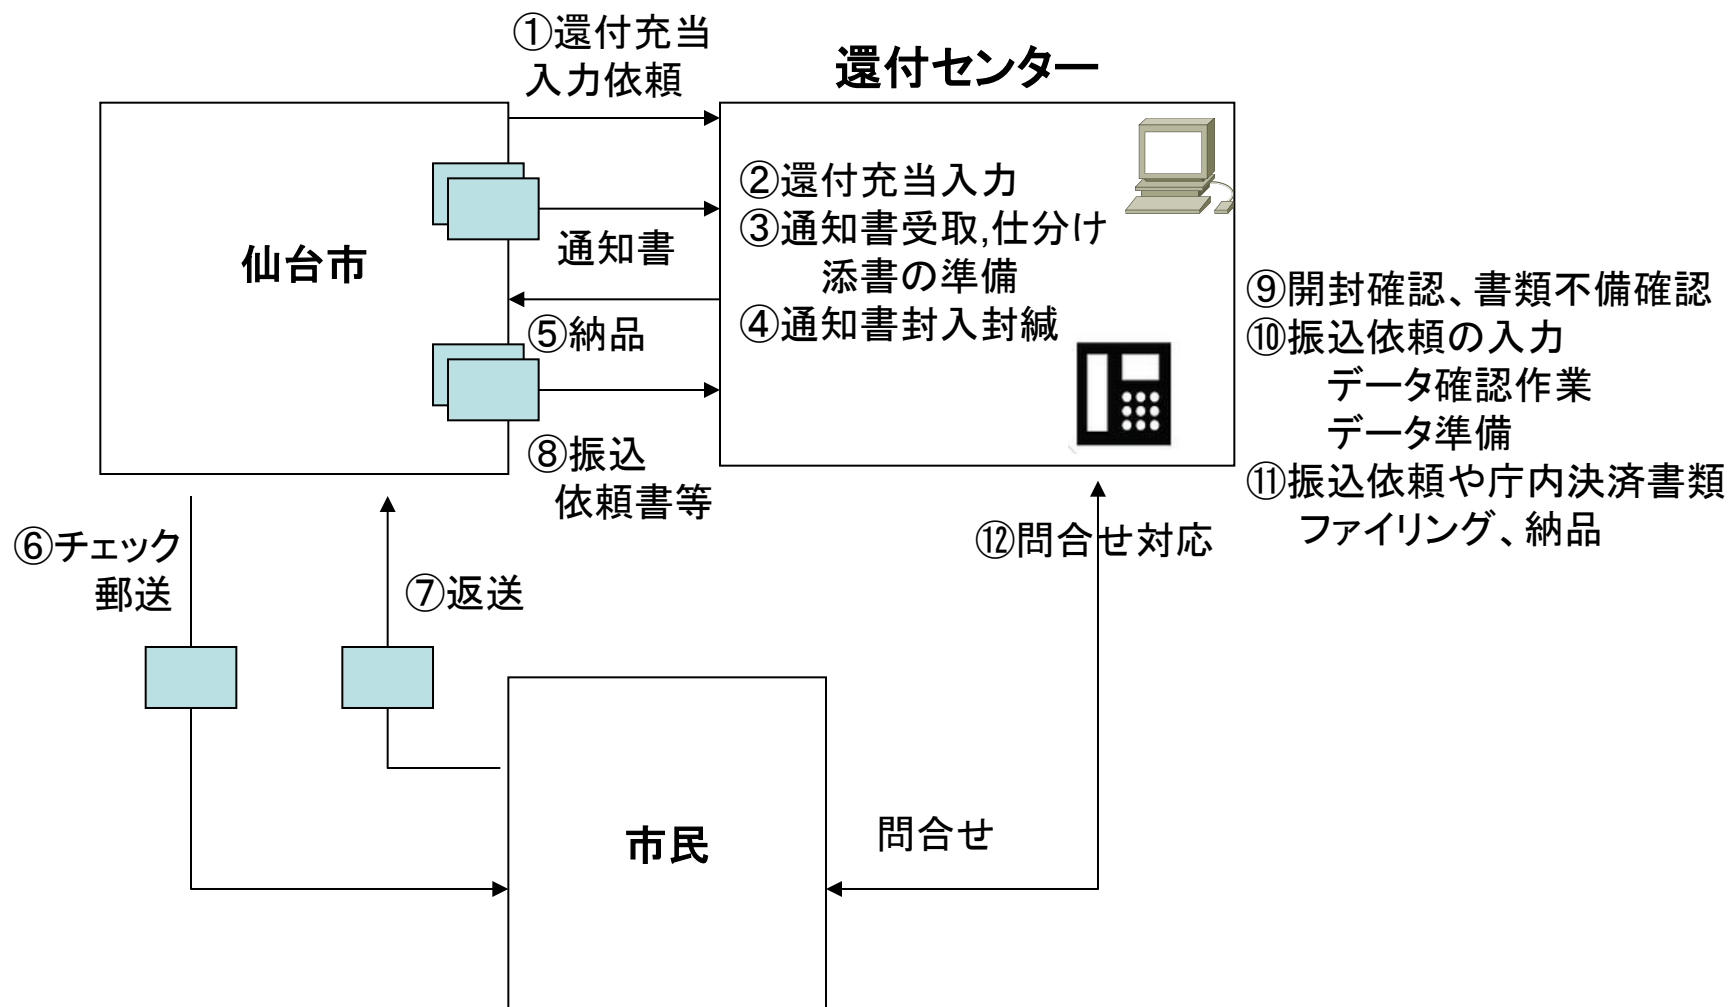 ①還付充当
入力依頼
還付センター
仙台市
通知書
②還付充当入力
③通知書受取,仕分け
添書の準備
④通知書封入封緘
⑤納品
⑧振込
依頼書等
⑨開封確認、書類不備確認
⑩振込依頼の入力
データ確認作業
データ準備
⑪振込依頼や庁内決済書類
ファイリング、納品
⑥チェック
郵送
⑦返送
⑫問合せ対応
市民
問合せ